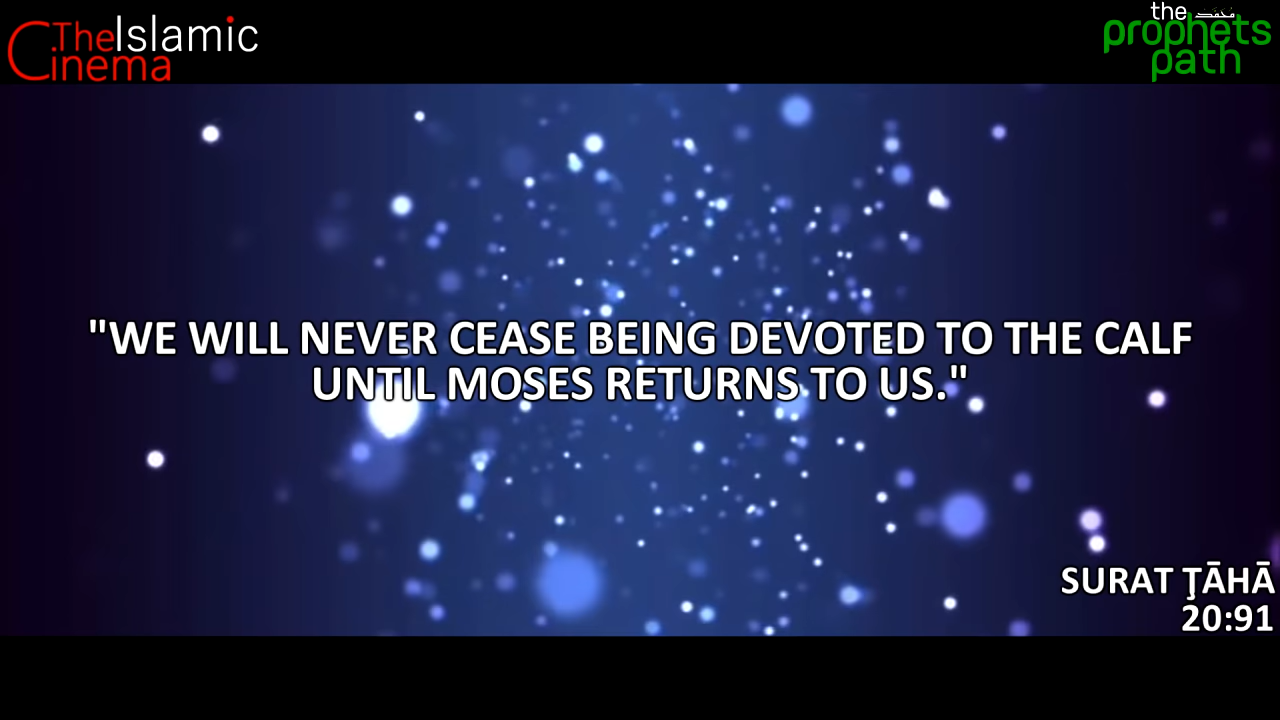 TheIslamic
Cinema
the محمد
prophets
path
"WE WILL NEVER CEASE BEING DEVOTED TO THE CALF
UNTIL MOSES RETURNS TO US."
SURAT ŢĀHĀ
20:91